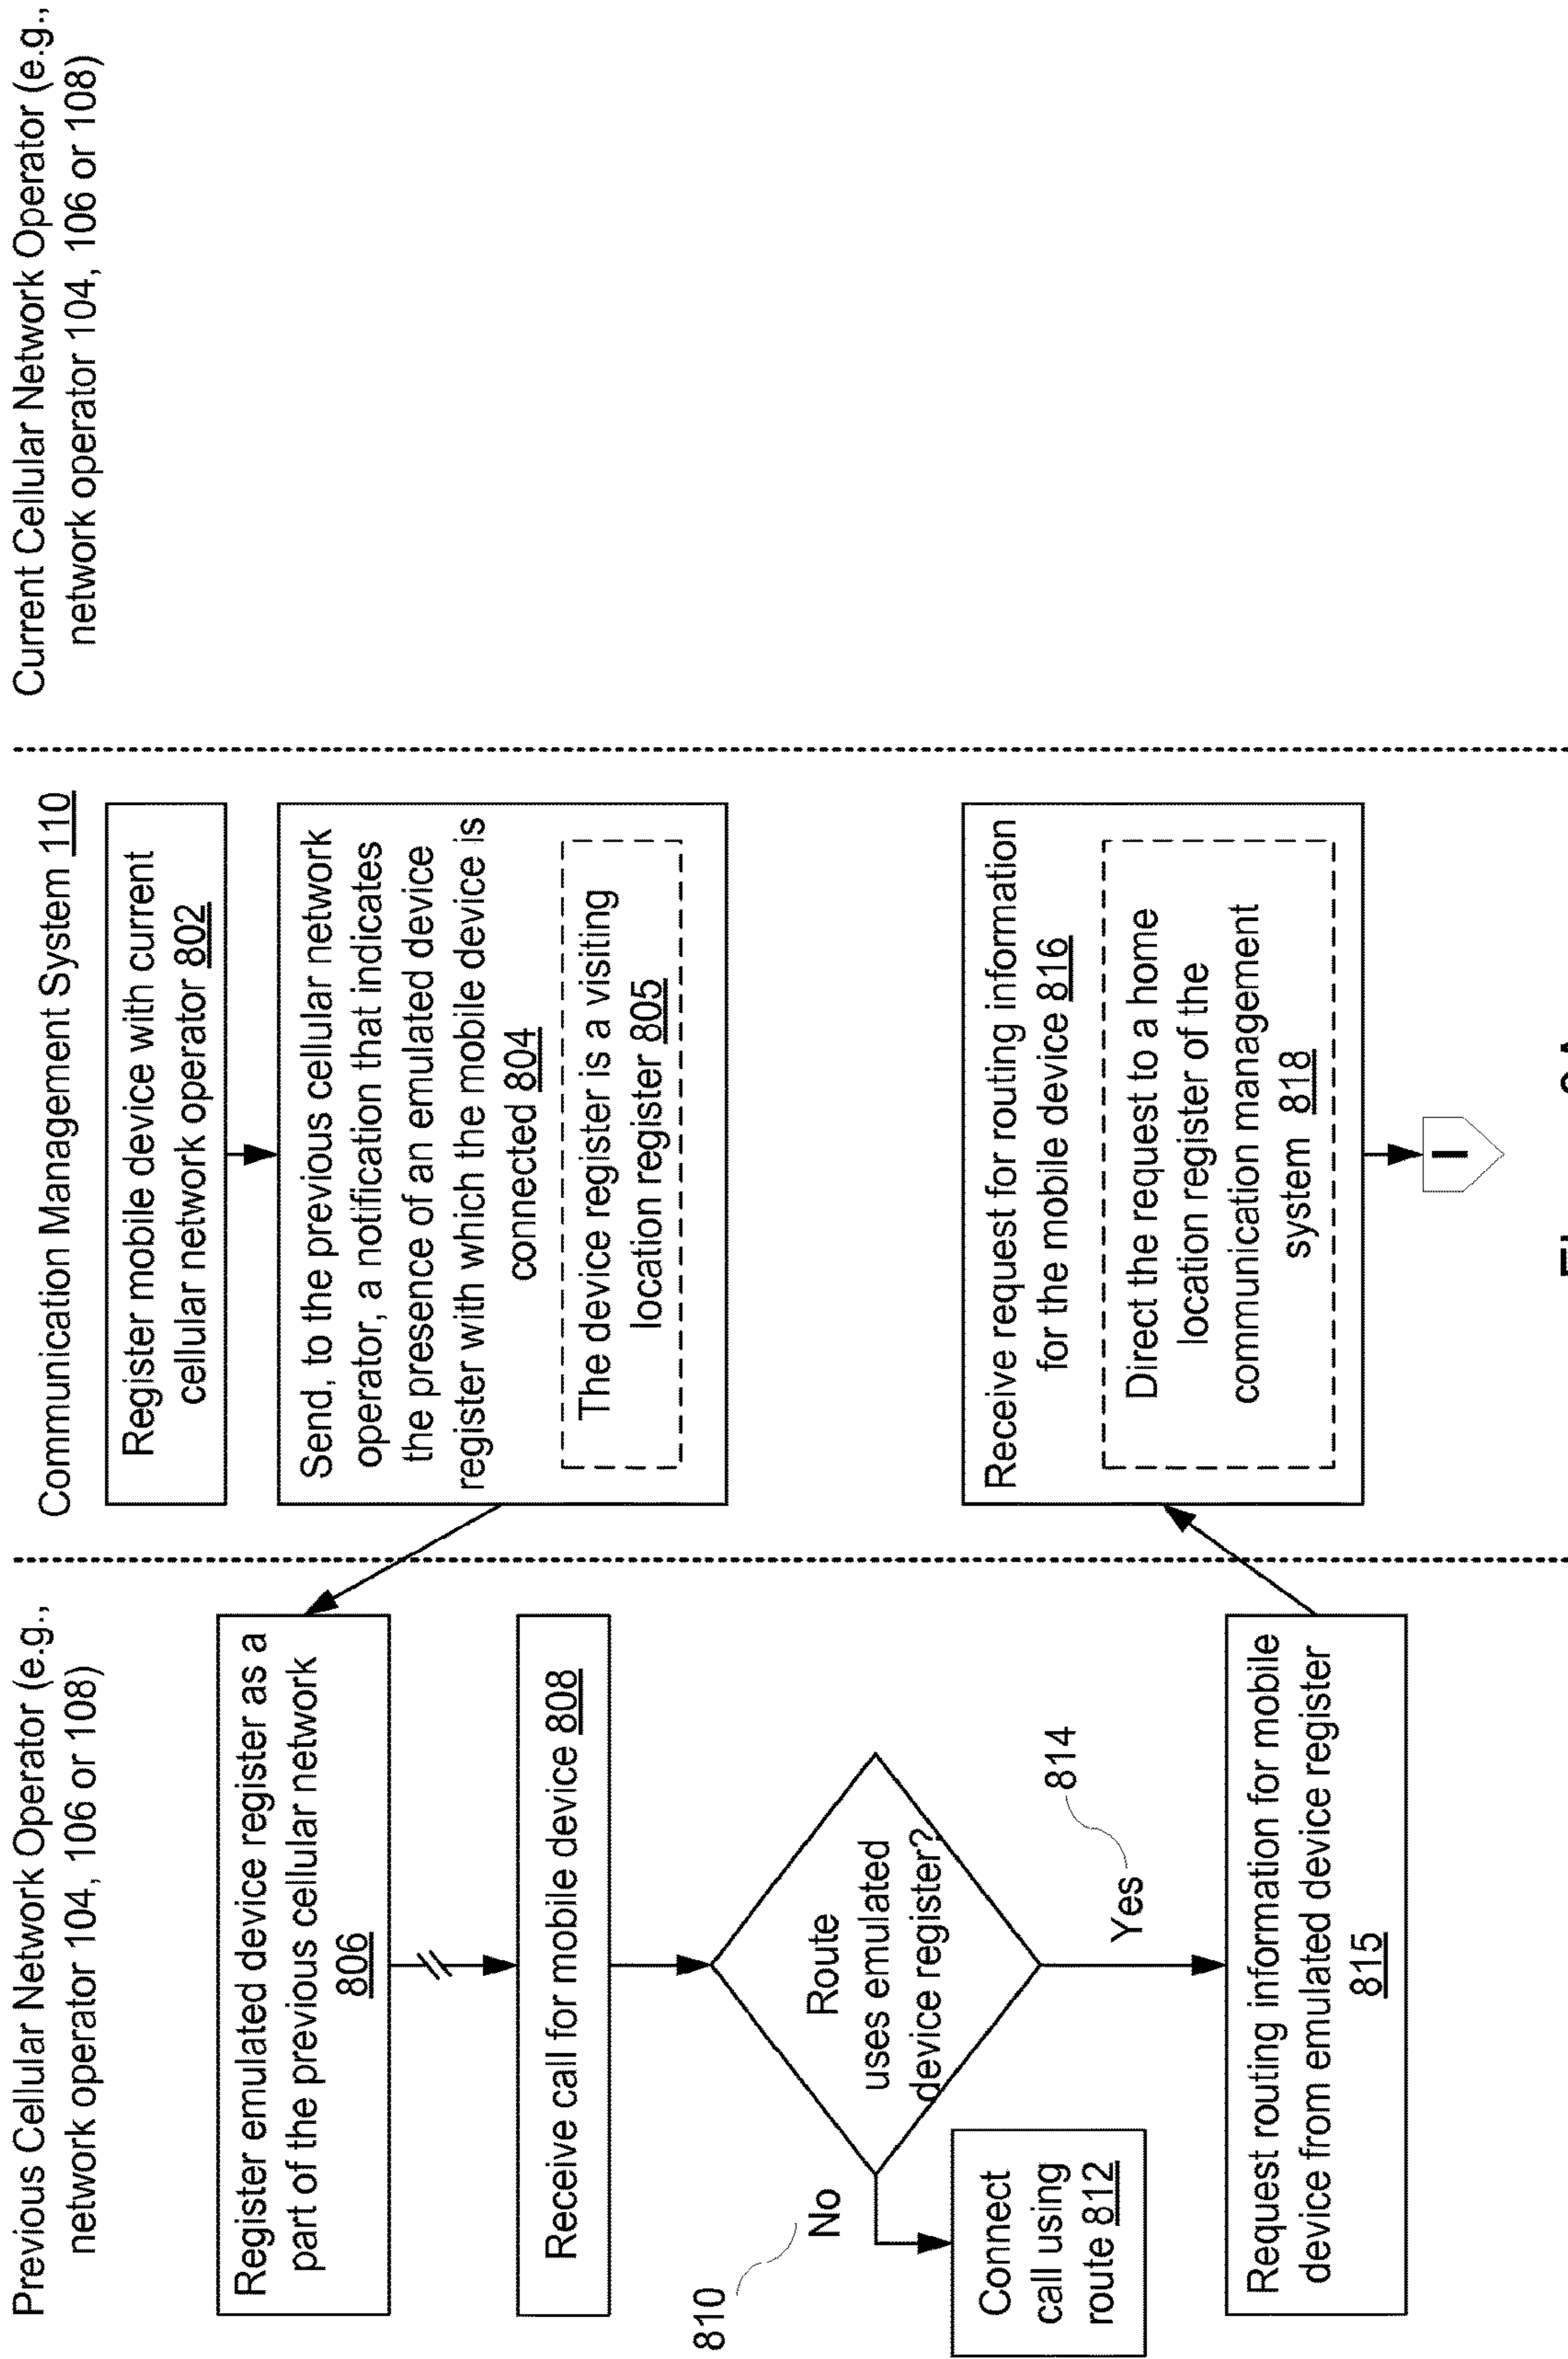 Previous Cellular Network Operator (e.g.,
network operator 104, 106 or 108)
Communication Management System 110
Current Cellular Network Operator (e.g.,
network operator 104, 106 or 108)
Register mobile device with current
cellular network operator 802
Send, to the previous cellular network
operator, a notification that indicates
the presence of an emulated device
register with which the mobile device is
connected 804
The device register is a visiting
location register 805
Register emulated device register as a
part of the previous cellular network
806
Receive call for mobile device 808
Route
uses emulated
device register?
810
No
Connect
call using
route 812
814
Yes
Request routing information for mobile
device from emulated device register
815
Receive request for routing information
for the mobile device 816
Direct the request to a home
location register of the
communication management
system 818
I